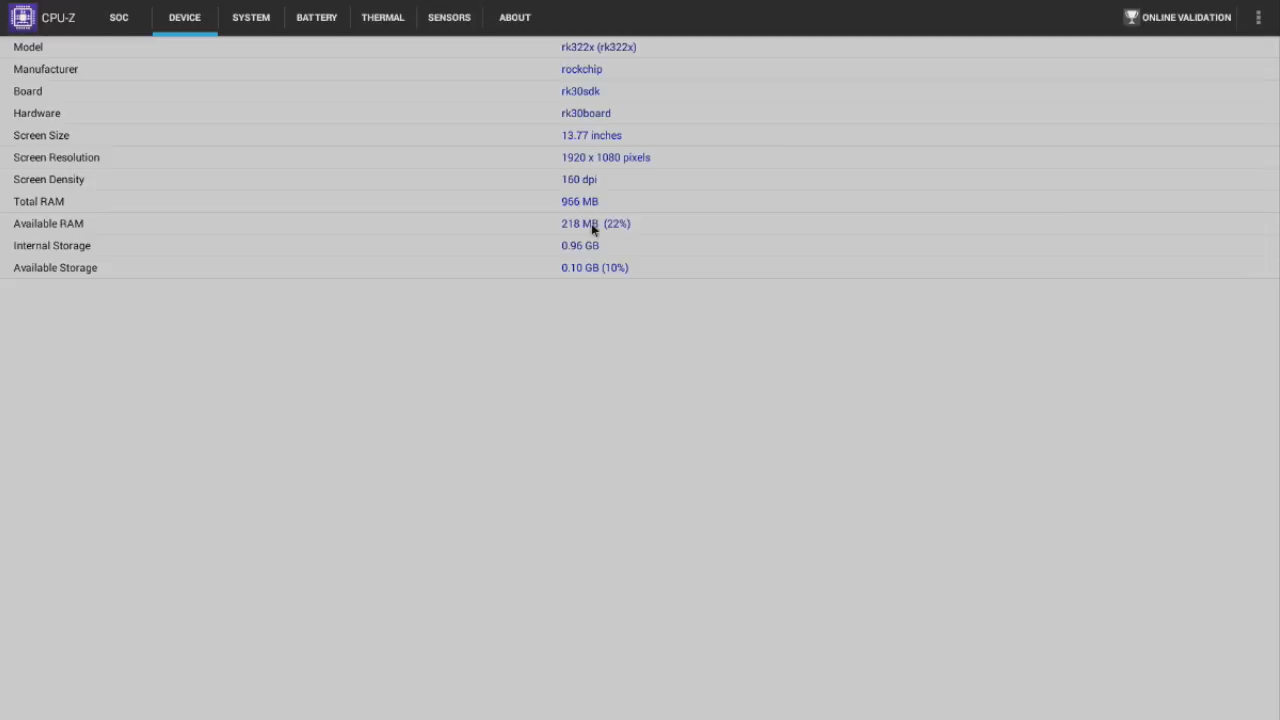 CPU-Z SOC DEVICE SYSTEM BATTERY THERMAL SENSORS ABOUT ONLINE VALIDATION
Model rk322x (rk322x)
Manufacturer rockchip
Board rk30sdk
Hardware rk30board
Screen Size 13.77 inches
Screen Resolution 1920 x 1080 pixels
Screen Density 160 dpi
Total RAM 966 MB
Available RAM 218 MB (22%)
Internal Storage 0.96 GB
Available Storage 0.10 GB (10%)